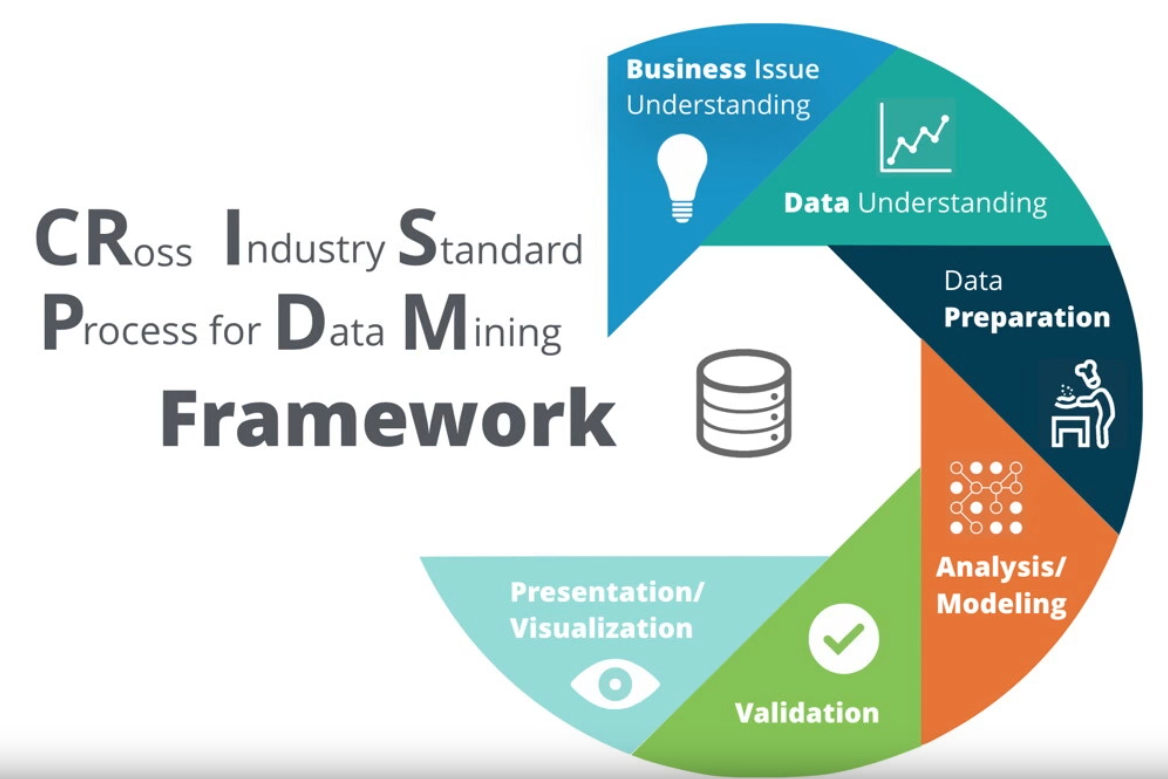 CRoss Industry Standard
Process for Data Mining
Framework
Business Issue
Understanding
Data Understanding
Data
Preparation
Analysis/
Modeling
Validation
Presentation/
Visualization